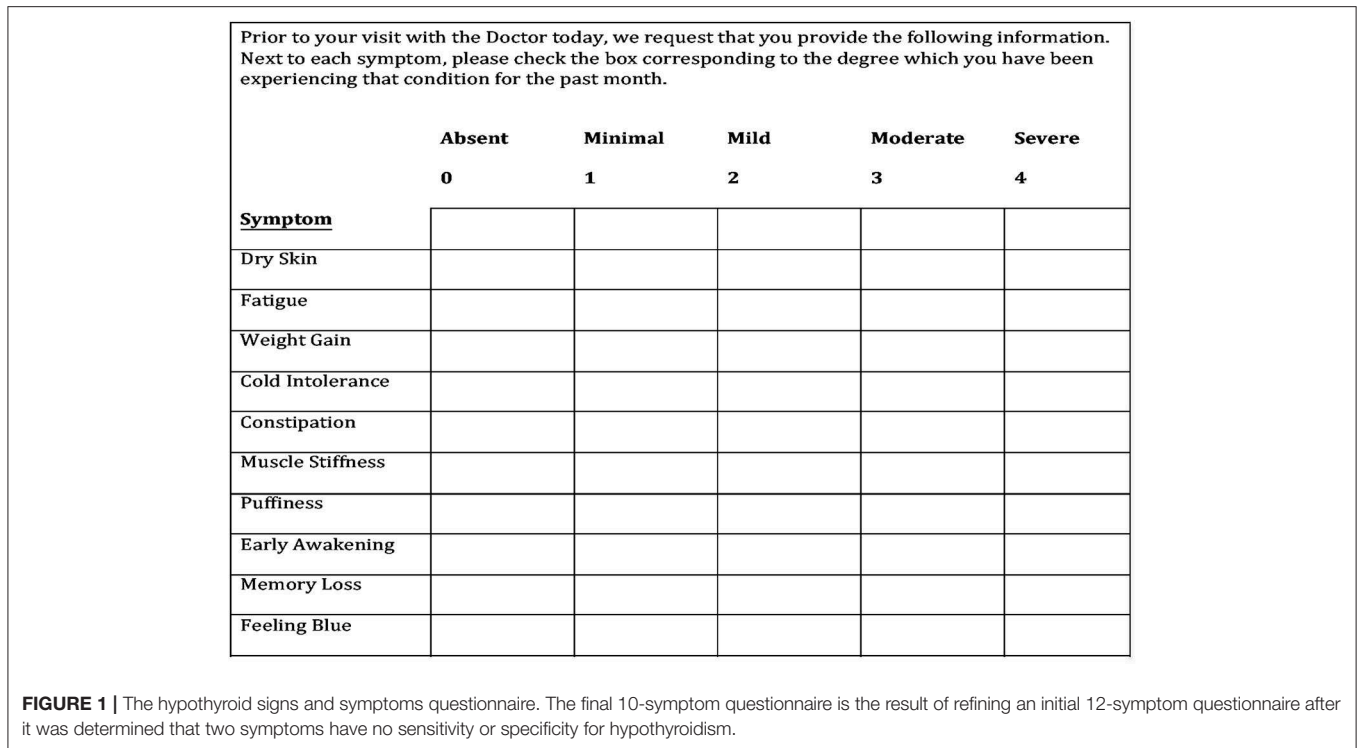 Prior to your visit with the Doctor today, we request that you provide the following information.
Next to each symptom, please check the box corresponding to the degree which you have been
experiencing that condition for the past month.
Absent Minimal Mild Moderate Severe
0 1 2 3 4
Symptom
Dry Skin
Fatigue
Weight Gain
Cold Intolerance
Constipation
Muscle Stiffness
Puffiness
Early Awakening
Memory Loss
Feeling Blue
FIGURE 1 | The hypothyroid signs and symptoms questionnaire. The final 10-symptom questionnaire is the result of refining an initial 12-symptom questionnaire after
it was determined that two symptoms have no sensitivity or specificity for hypothyroidism.